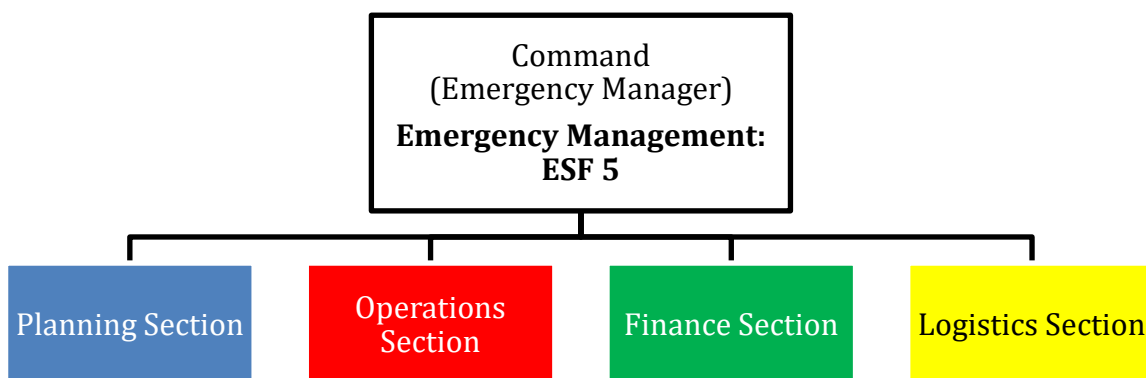 Command
(Emergency Manager)
Emergency Management:
ESF 5
Planning Section
Operations
Section
Finance Section
Logistics Section